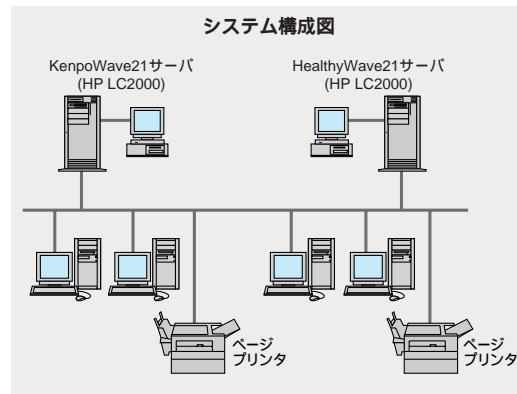 システム構成図
KenpoWave21サーバ
(HP LC2000)
HealthyWave21サーバ
(HP LC2000)
ページ
プリンタ
ページ
プリンタ